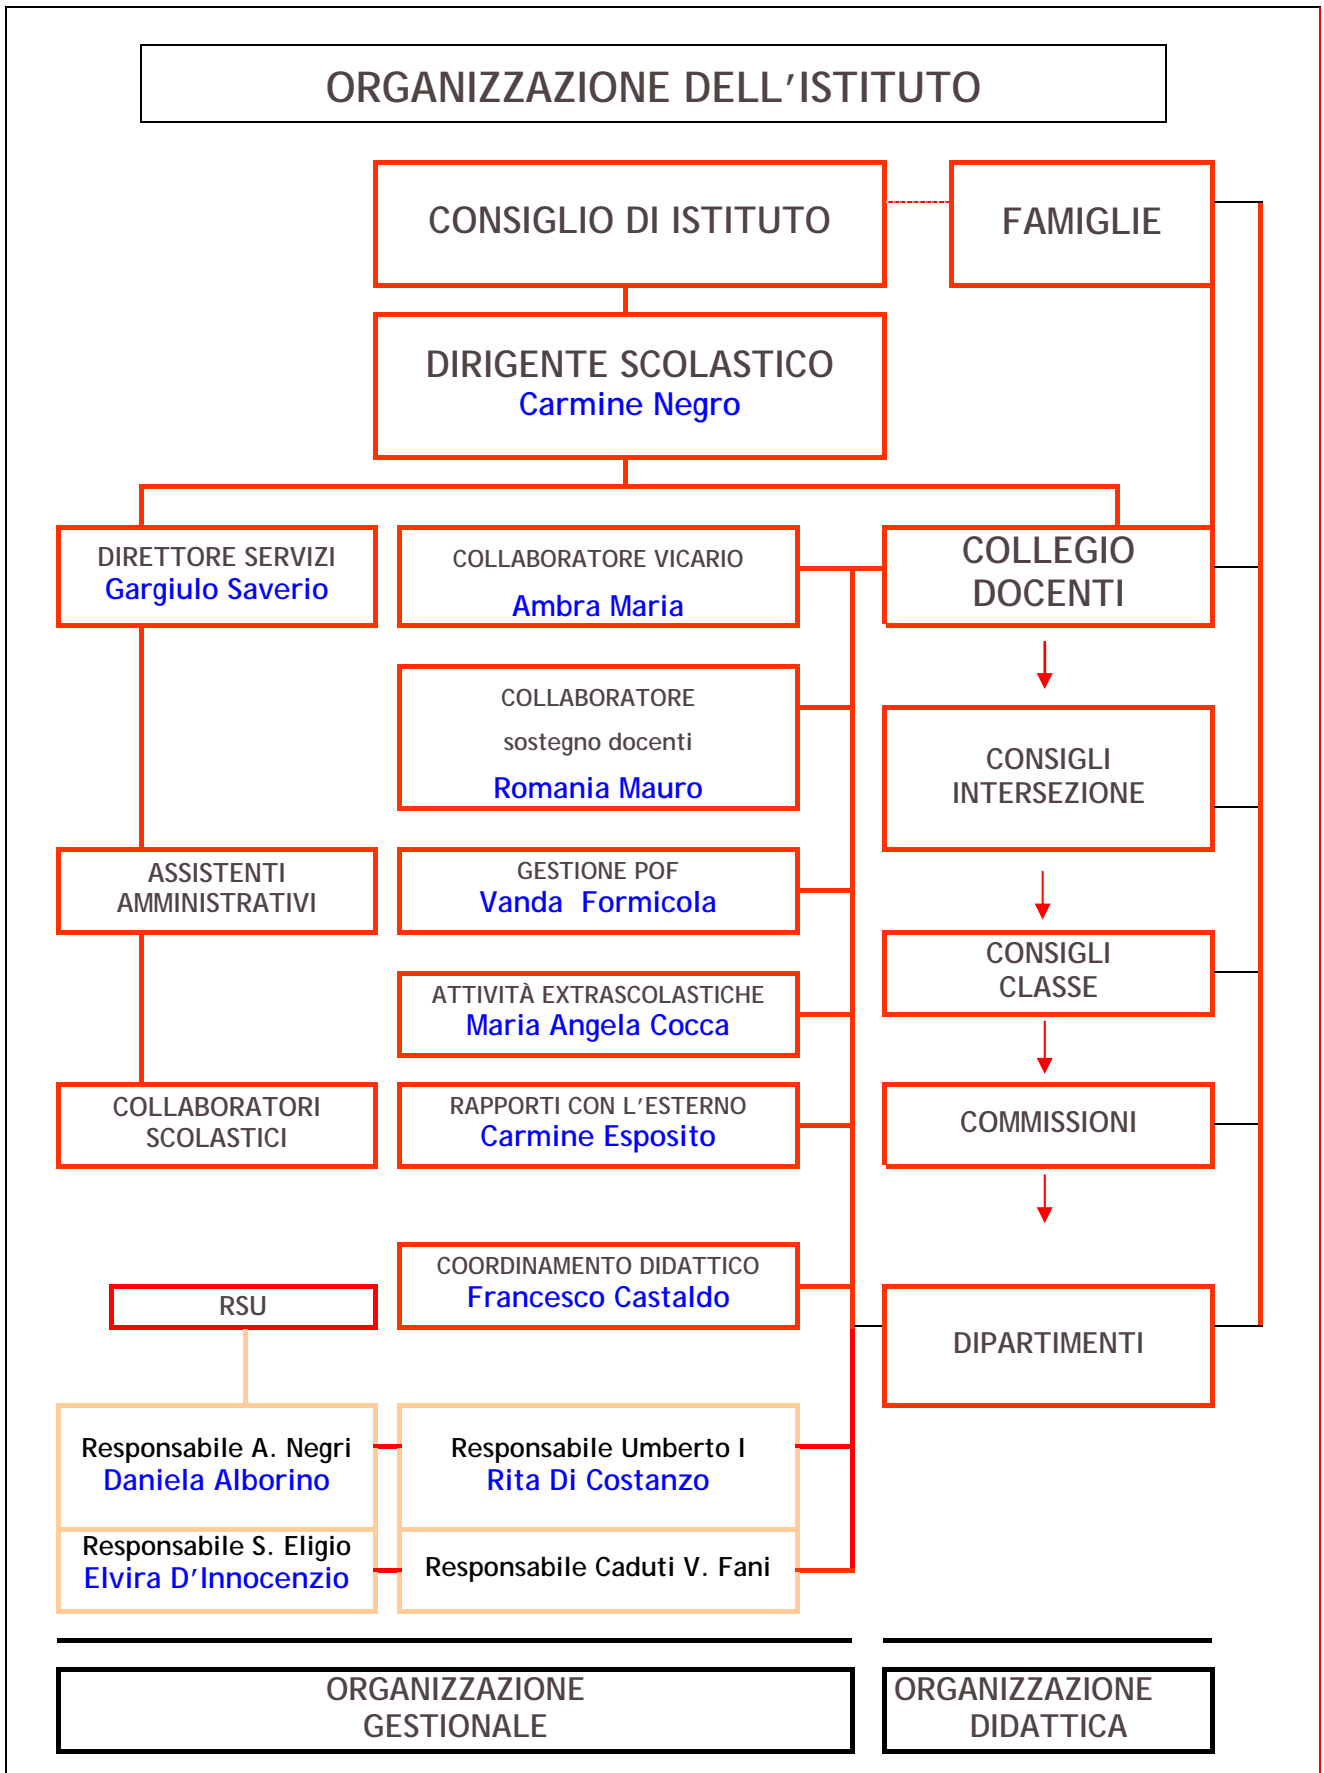 ORGANIZZAZIONE DELL’ISTITUTO
CONSIGLIO DI ISTITUTO
FAMIGLIE
DIRIGENTE SCOLASTICO
Carmine Negro
DIRETTORE SERVIZI
Gargiulo Saverio
COLLABORATORE VICARIO
Ambra Maria
COLLEGIO
DOCENTI
COLLABORATORE
sostegno docenti
Romania Mauro
CONSIGLI
INTERSEZIONE
ASSISTENTI
AMMINISTRATIVI
GESTIONE POF
Vanda Formicola
CONSIGLI
CLASSE
ATTIVITÀ EXTRASCOLASTICHE
Maria Angela Cocca
COLLABORATORI
SCOLASTICI
RAPPORTI CON L’ESTERNO
Carmine Esposito
COMMISSIONI
COORDINAMENTO DIDATTICO
Francesco Castaldo
RSU
DIPARTIMENTI
Responsabile A. Negri
Daniela Alborino
Responsabile Umberto I
Rita Di Costanzo
Responsabile S. Eligio
Elvira D’Innocenzio
Responsabile Caduti V. Fani
ORGANIZZAZIONE
GESTIONALE
ORGANIZZAZIONE
DIDATTICA